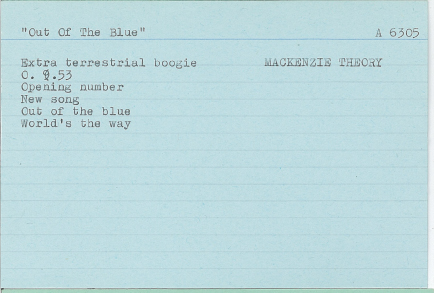 "Out Of The Blue" A 6305
Extra terrestrial boogie MACKENZIE THEORY
O. .53
Opening number
New song
Out of the blue
World's the way